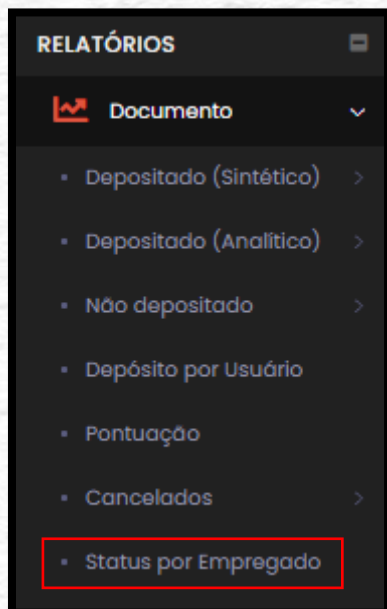 RELATÓRIOS
Documento
Depositado (Sintético)
Depositado (Analítico)
Não depositado
Depósito por Usuário
Pontuação
Cancelados
Status por Empregado